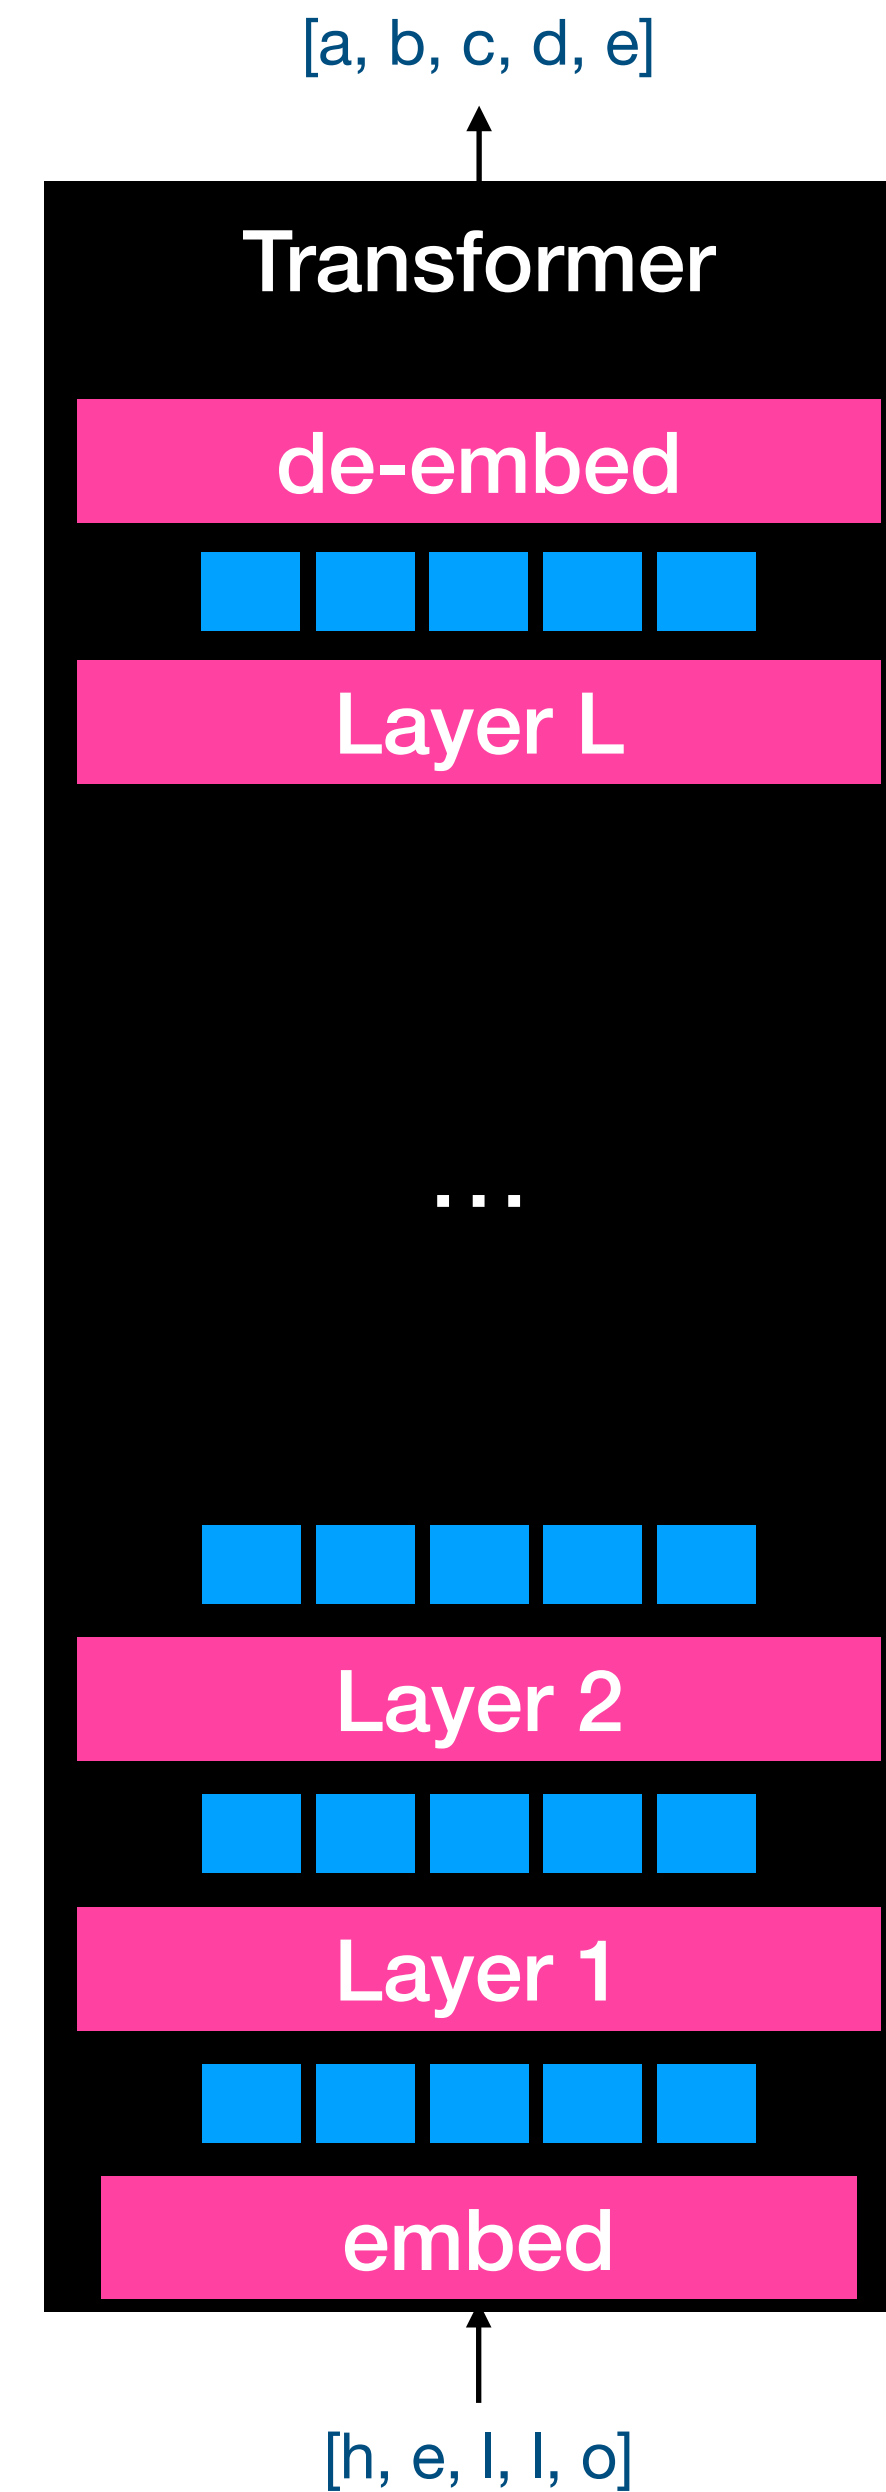 [a, b, c, d, e]
Transformer
de-embed
Layer L
...
Layer 2
Layer 1
embed
[h, e, l, l, o]